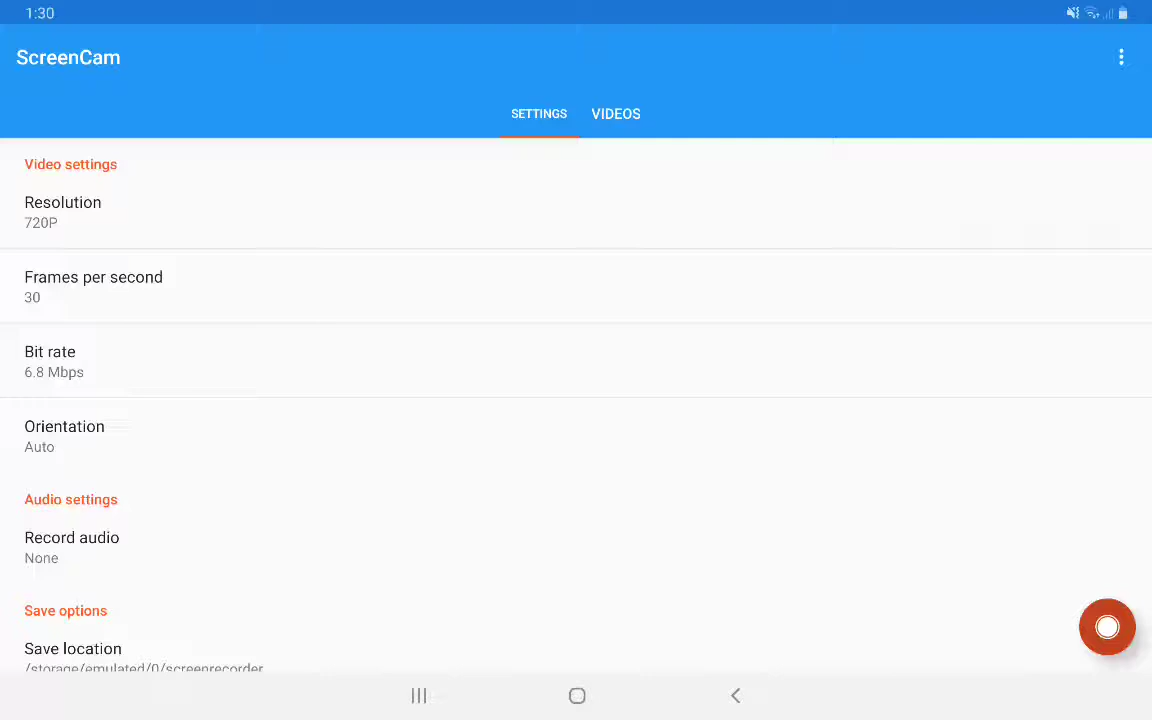 1:30
ScreenCam
SETTINGS
VIDEOS
Video settings
Resolution
720P
Frames per second
30
Bit rate
6.8 Mbps
Orientation
Auto
Audio settings
Record audio
None
Save options
Save location
/storage/emulated/0/screenrecorder